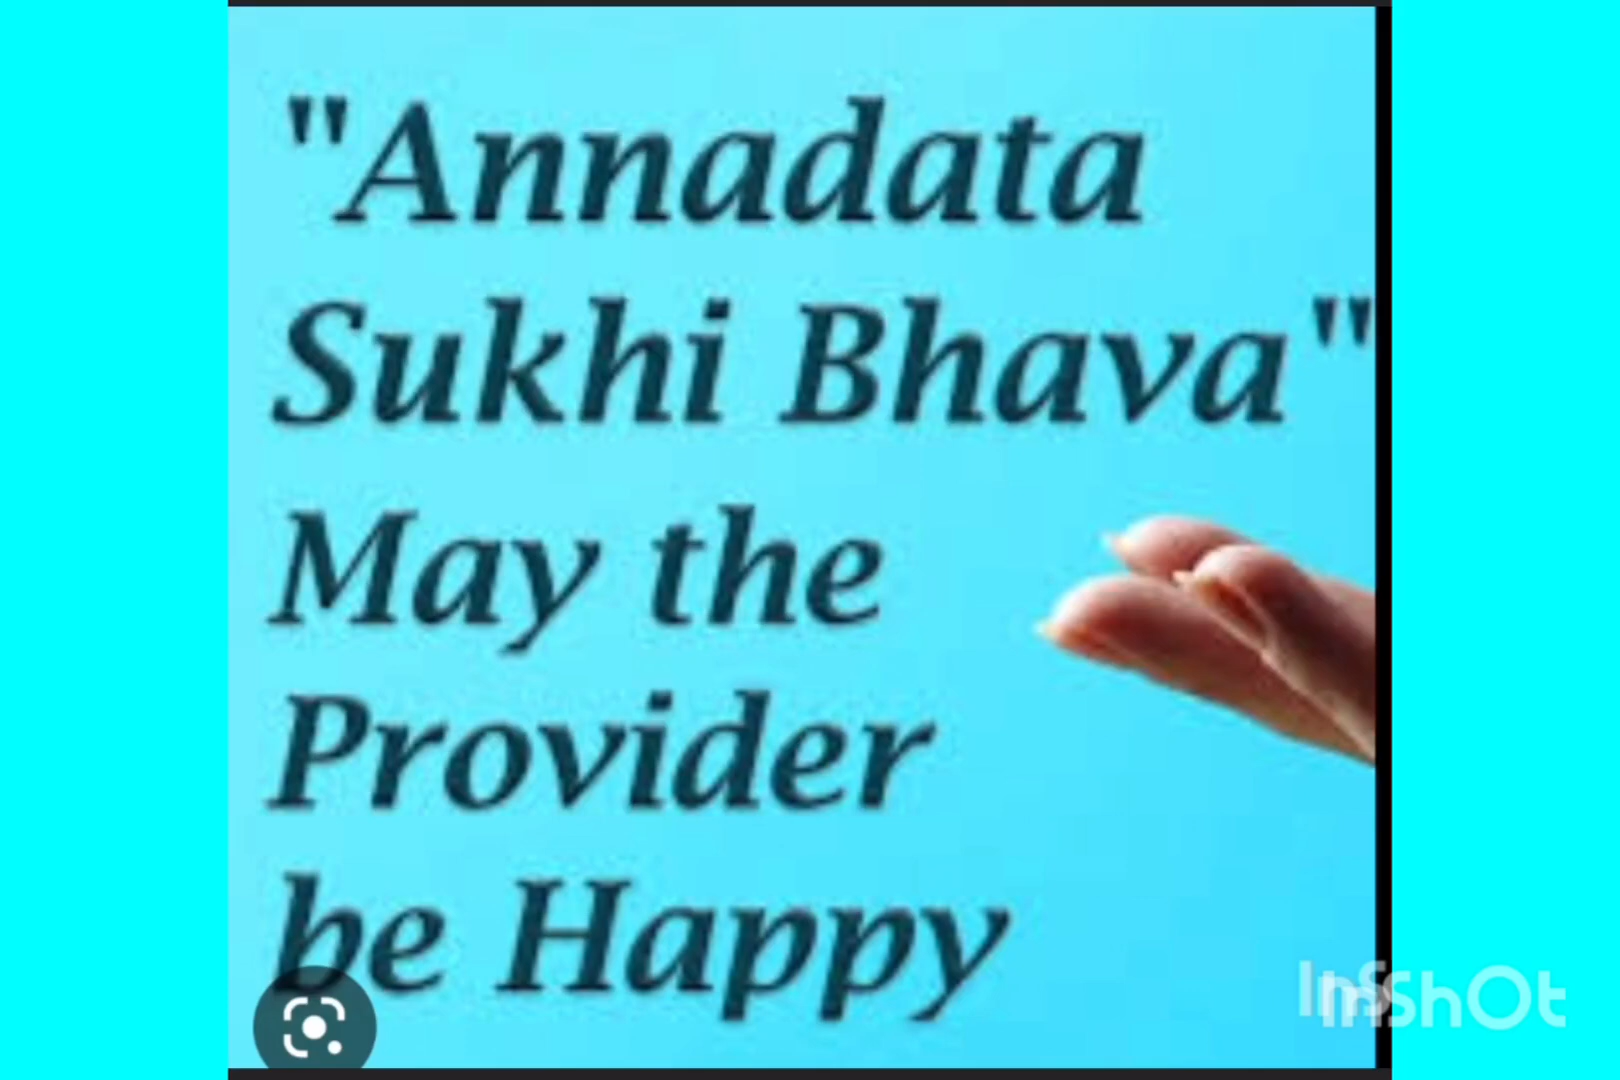 "Annadata
Sukhi Bhava"
May the
Provider
be Happy
InShOt